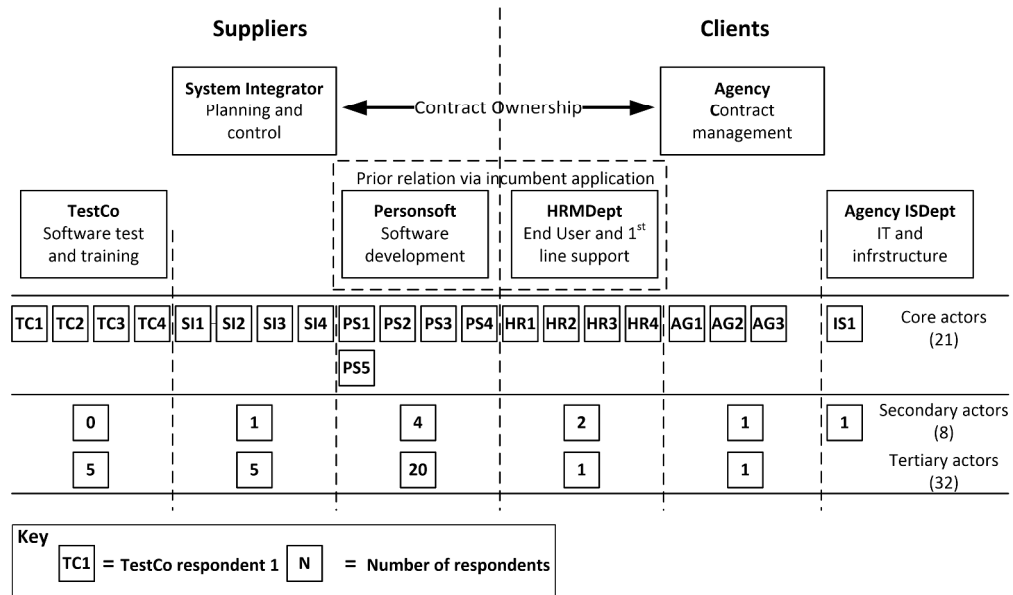 Suppliers
Clients
System Integrator
Planning and
control
Contract Ownership
Agency
Contract
management
Prior relation via incumbent application
TestCo
Software test
and training
Personsoft
Software
development
HRMDept
End User and 1st
line support
Agency ISDept
IT and
infrstructure
TC1 TC2 TC3 TC4 SI1 SI2 SI3 SI4 PS1 PS2 PS3 PS4 HR1 HR2 HR3 HR4 AG1 AG2 AG3 IS1
Core actors
(21)
PS5
0 1 4 2 1 1
Secondary actors
(8)
5 5 20 1 1
Tertiary actors
(32)
Key
TC1 = TestCo respondent 1 N = Number of respondents